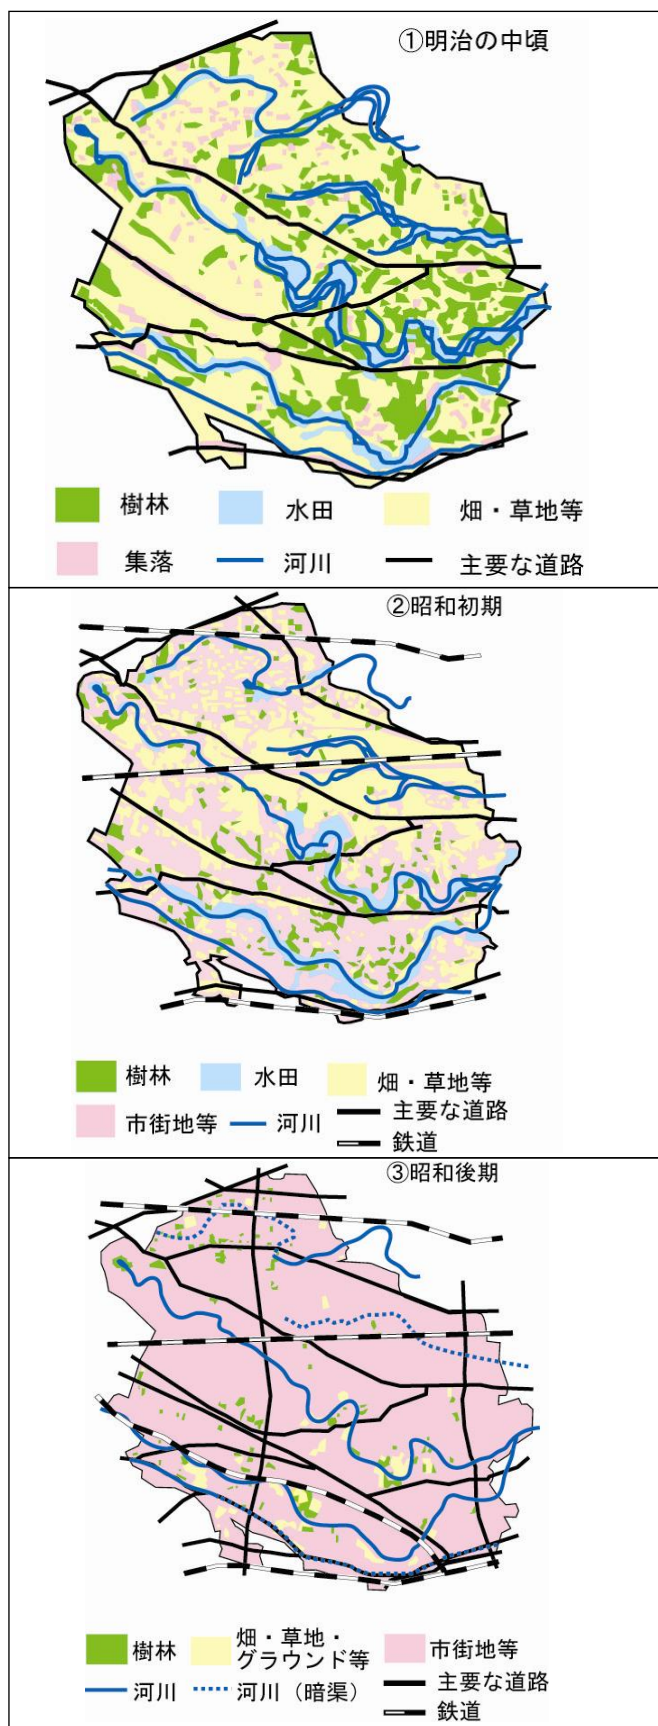 ①明治の中頃
樹林 水田 畑・草地等
集落 河川 主要な道路
②昭和初期
樹林 水田 畑・草地等
市街地等 河川 主要な道路
鉄道
③昭和後期
樹林 畑・草地・
グラウンド等 市街地等
河川 河川（暗渠） 主要な道路
鉄道